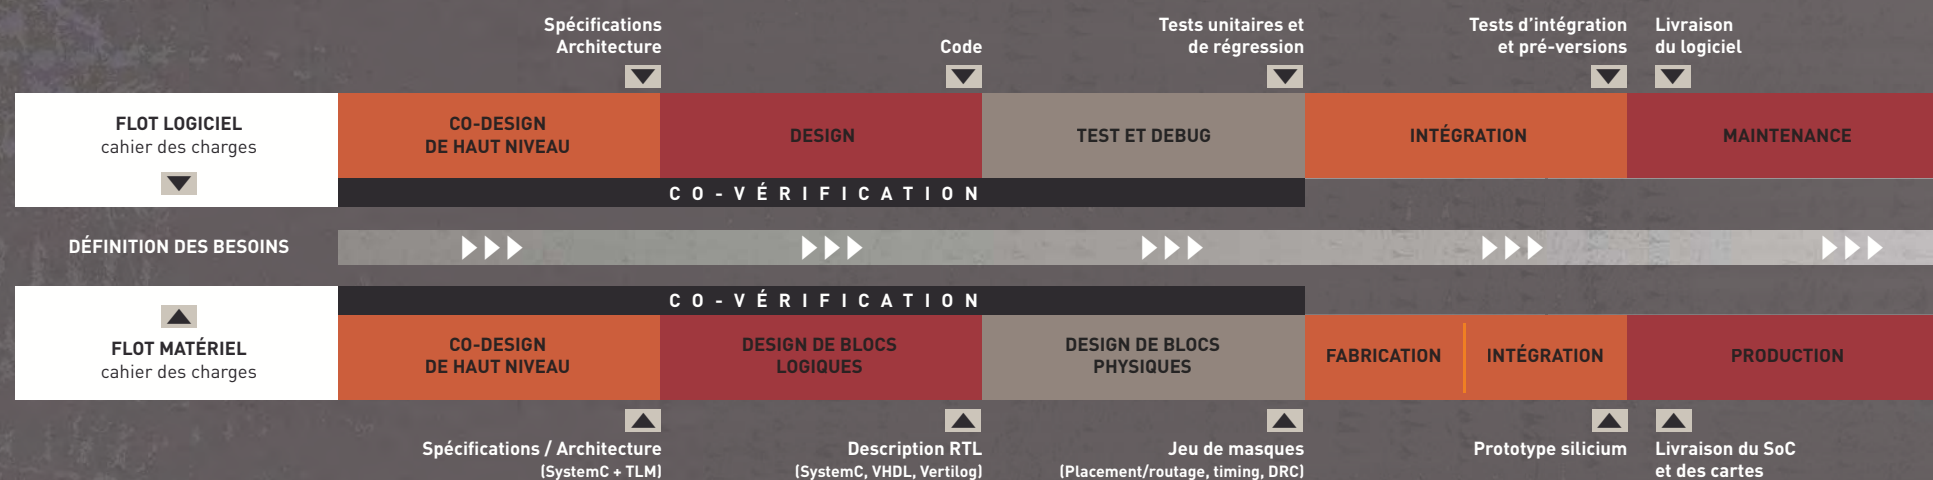 Spécifications
Architecture
Code
Tests unitaires et
de régression
Tests d'intégration
et pré-versions
Livraison
du logiciel
FLOT LOGICIEL
cahier des charges
CO-DESIGN
DE HAUT NIVEAU
DESIGN
TEST ET DEBUG
INTÉGRATION
MAINTENANCE
CO-VÉRIFICATION
DÉFINITION DES BESOINS
CO-VÉRIFICATION
FLOT MATÉRIEL
cahier des charges
CO-DESIGN
DE HAUT NIVEAU
DESIGN DE BLOCS
LOGIQUES
DESIGN DE BLOCS
PHYSIQUES
FABRICATION
INTÉGRATION
PRODUCTION
Spécifications / Architecture
(SystemC + TLM)
Description RTL
(SystemC, VHDL, Vertilog)
Jeu de masques
(Placement/routage, timing, DRC)
Prototype silicium
Livraison du SoC
et des cartes